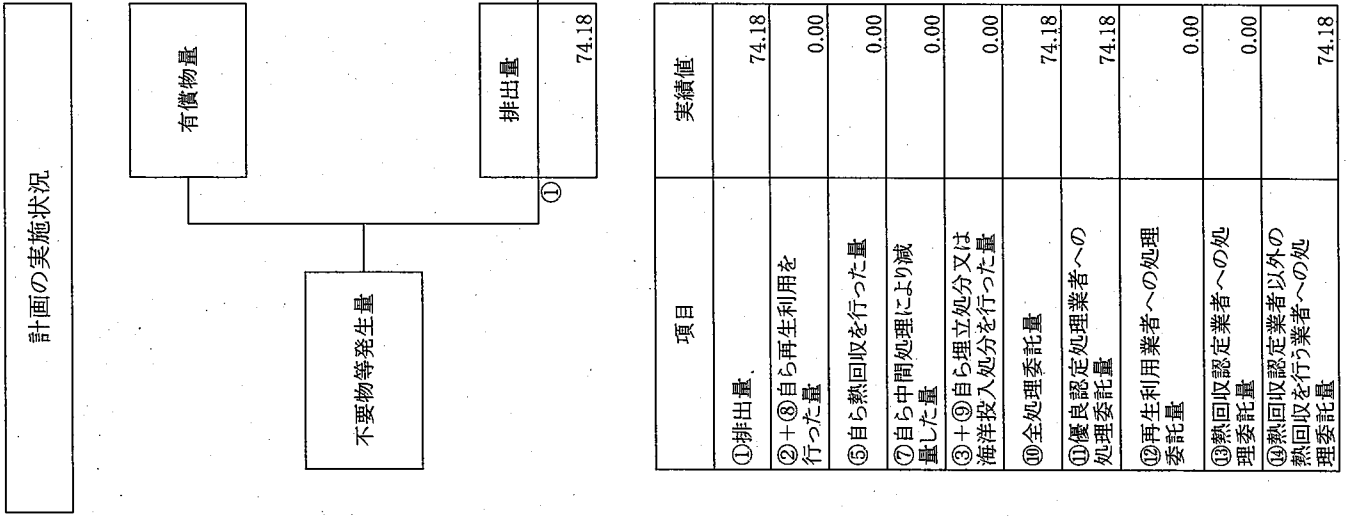 計画の実施状況
有償物量
不要物等発生量
排出量
①
74.18
項目
実績値
①排出量、
74.18
②+⑧自ら再生利用を
行った量
0.00
⑤自ら熱回収を行った量
0.00
⑦自ら中間処理により減
量した量
0.00
③+⑨自ら埋立処分又は
海洋投入処分を行った量
0.00
⑩全処理委託量
74.18
⑪優良認定処理業者への
処理委託量
74.18
⑫再生利用業者への処理
委託量
0.00
⑬熱回収認定業者への処
理委託量
0.00
⑭熱回収認定業者以外の
熱回収を行う業者への処
理委託量
74.18